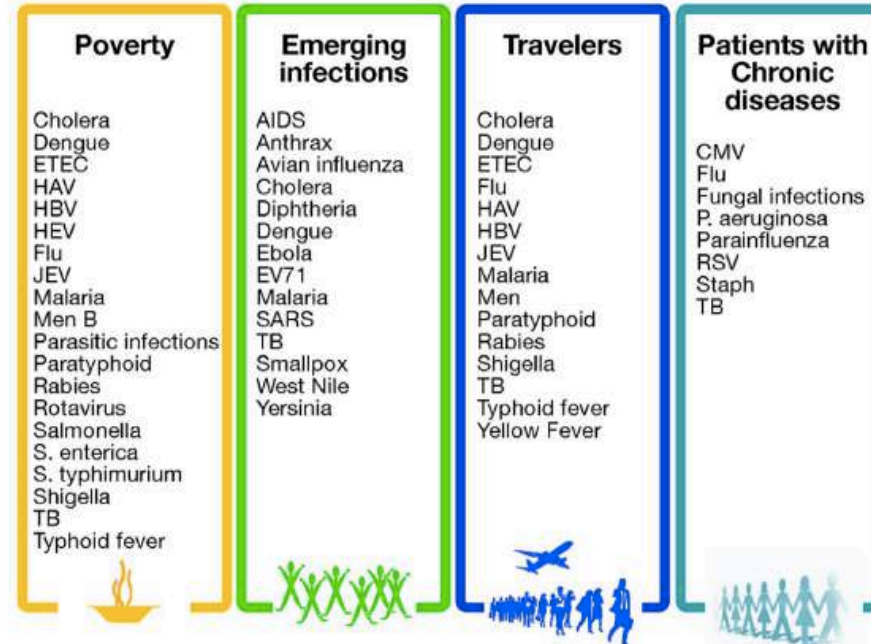 Poverty
Cholera
Dengue
ETEC
HAV
HBV
HEV
Flu
JEV
Malaria
Men B
Parasitic infections
Paratyphoid
Rabies
Rotavirus
Salmonella
S. enterica
S. typhimurium
Shigella
TB
Typhoid fever
Emerging
infections
AIDS
Anthrax
Avian influenza
Cholera
Diphtheria
Dengue
Ebola
EV71
Malaria
SARS
TB
Smallpox
West Nile
Yersinia
Travelers
Cholera
Dengue
ETEC
Flu
HAV
HBV
JEV
Malaria
Men
Paratyphoid
Rabies
Shigella
TB
Typhoid fever
Yellow Fever
Patients with
Chronic
diseases
CMV
Flu
Fungal infections
P. aeruginosa
Parainfluenza
RSV
Staph
TB